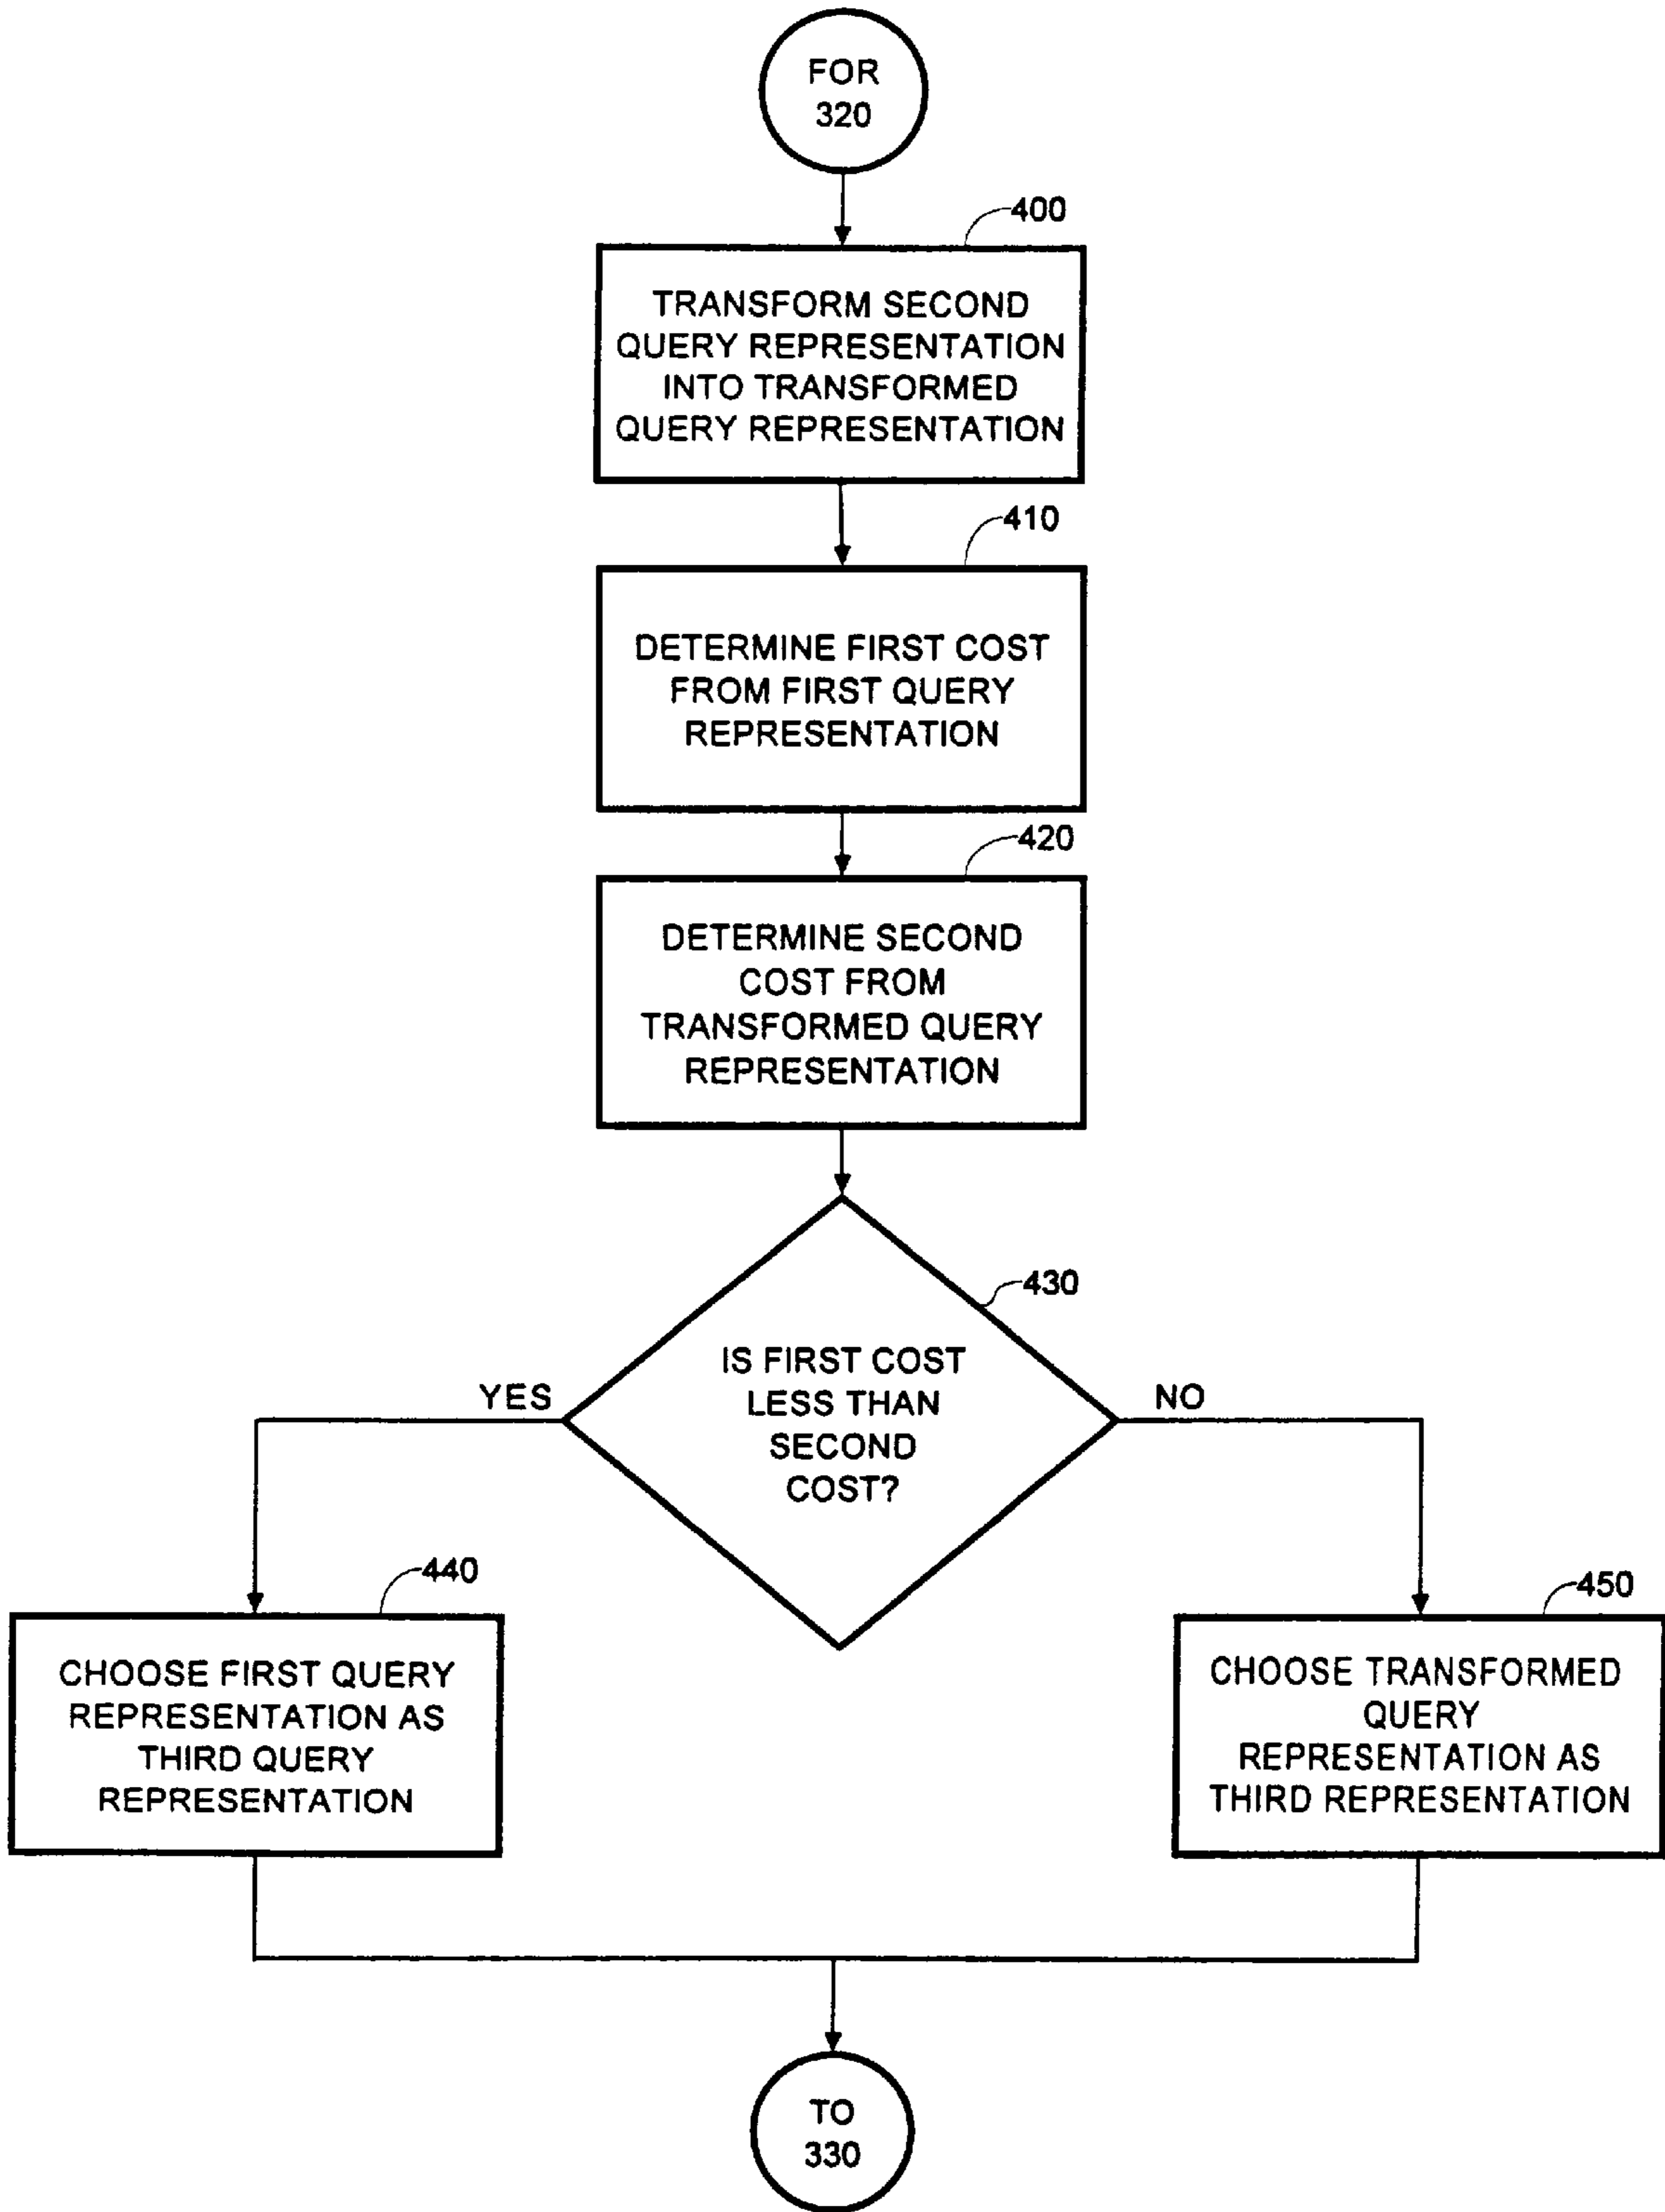 FOR
320
400
TRANSFORM SECOND
QUERY REPRESENTATION
INTO TRANSFORMED
QUERY REPRESENTATION
410
DETERMINE FIRST COST
FROM FIRST QUERY
REPRESENTATION
420
DETERMINE SECOND
COST FROM
TRANSFORMED QUERY
REPRESENTATION
430
IS FIRST COST
LESS THAN
SECOND
COST?
YES
NO
440
CHOOSE FIRST QUERY
REPRESENTATION AS
THIRD QUERY
REPRESENTATION
450
CHOOSE TRANSFORMED
QUERY
REPRESENTATION AS
THIRD REPRESENTATION
TO
330